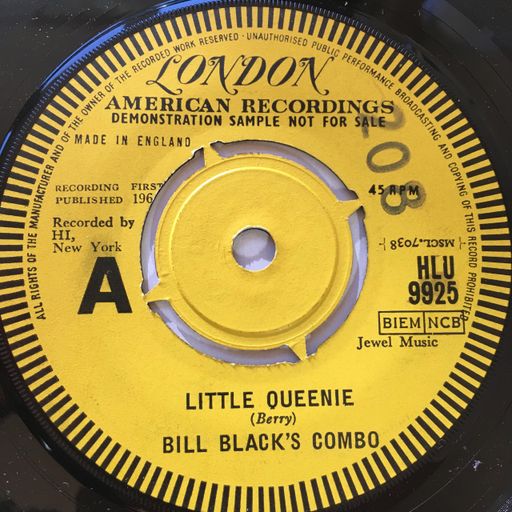 ALL RIGHTS OF THE MANUFACTURER AND OF THE OWNER OF THE RECORDED WORK RESERVED · UNAUTHORISED PUBLIC PERFORMANCE BROADCASTING AND COPYING OF THIS RECORD PROHIBITED
LONDON
AMERICAN RECORDINGS
DEMONSTRATION SAMPLE NOT FOR SALE
MADE IN ENGLAND
208
RECORDING FIRST
PUBLISHED 196
45 RPM
Recorded by
HI,
New York
MSCL.7038
A
HLU
9925
BIEM NCB
Jewel Music
LITTLE QUEENIE
(Berry)
BILL BLACK'S COMBO